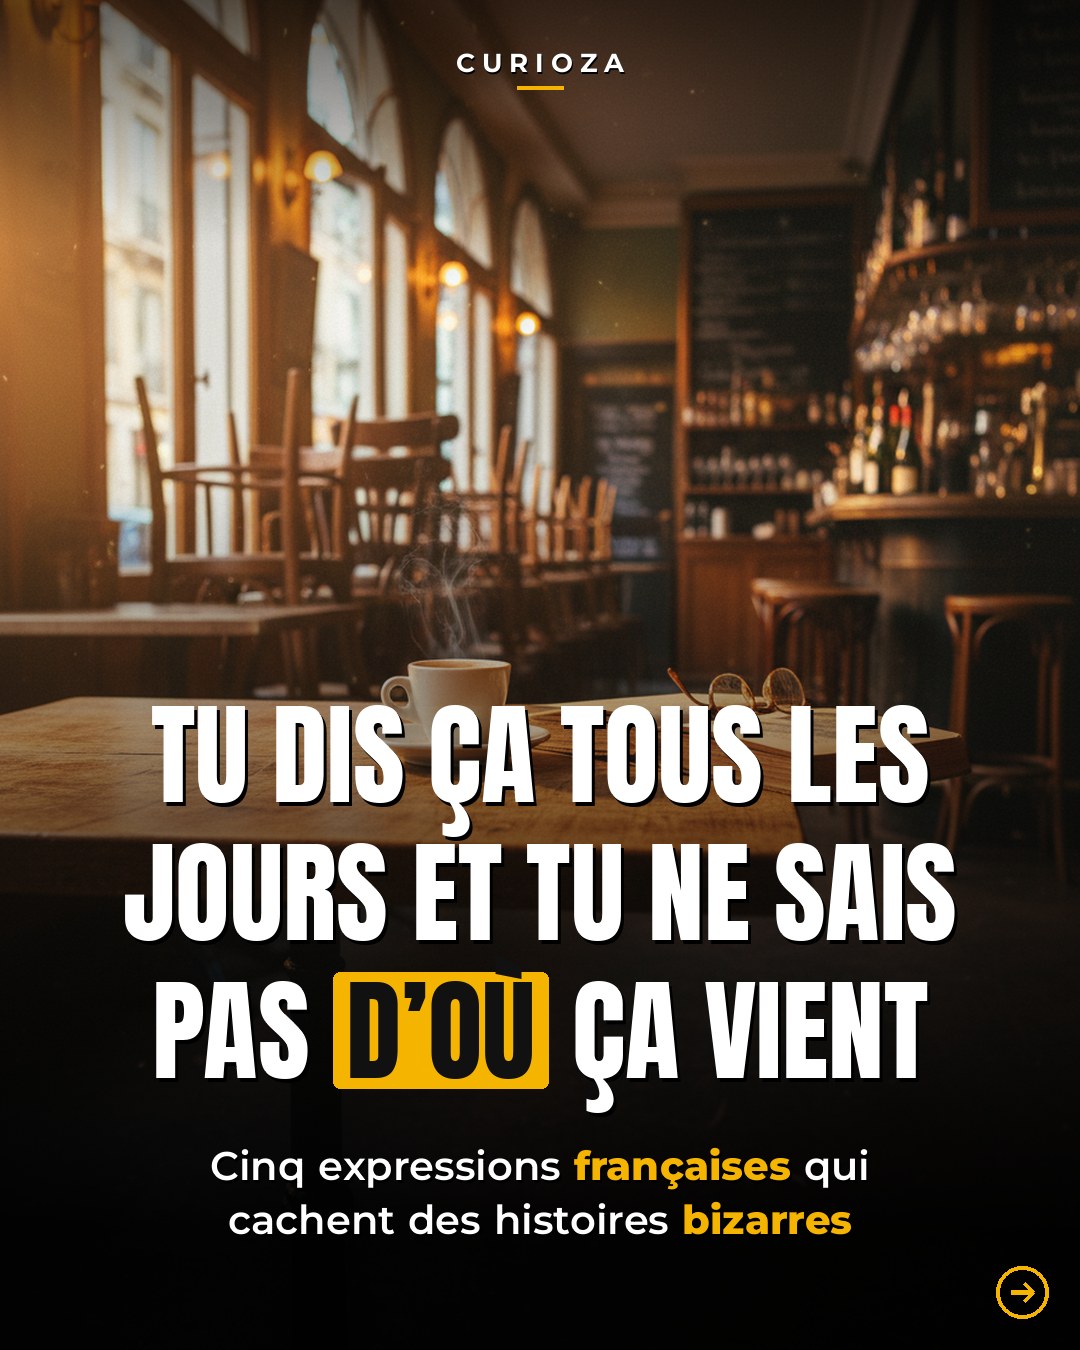 CURIOZA
TU DIS ÇA TOUS LES
JOURS ET TU NE SAIS
PAS D’OÙ ÇA VIENT
Cinq expressions françaises qui
cachent des histoires bizarres